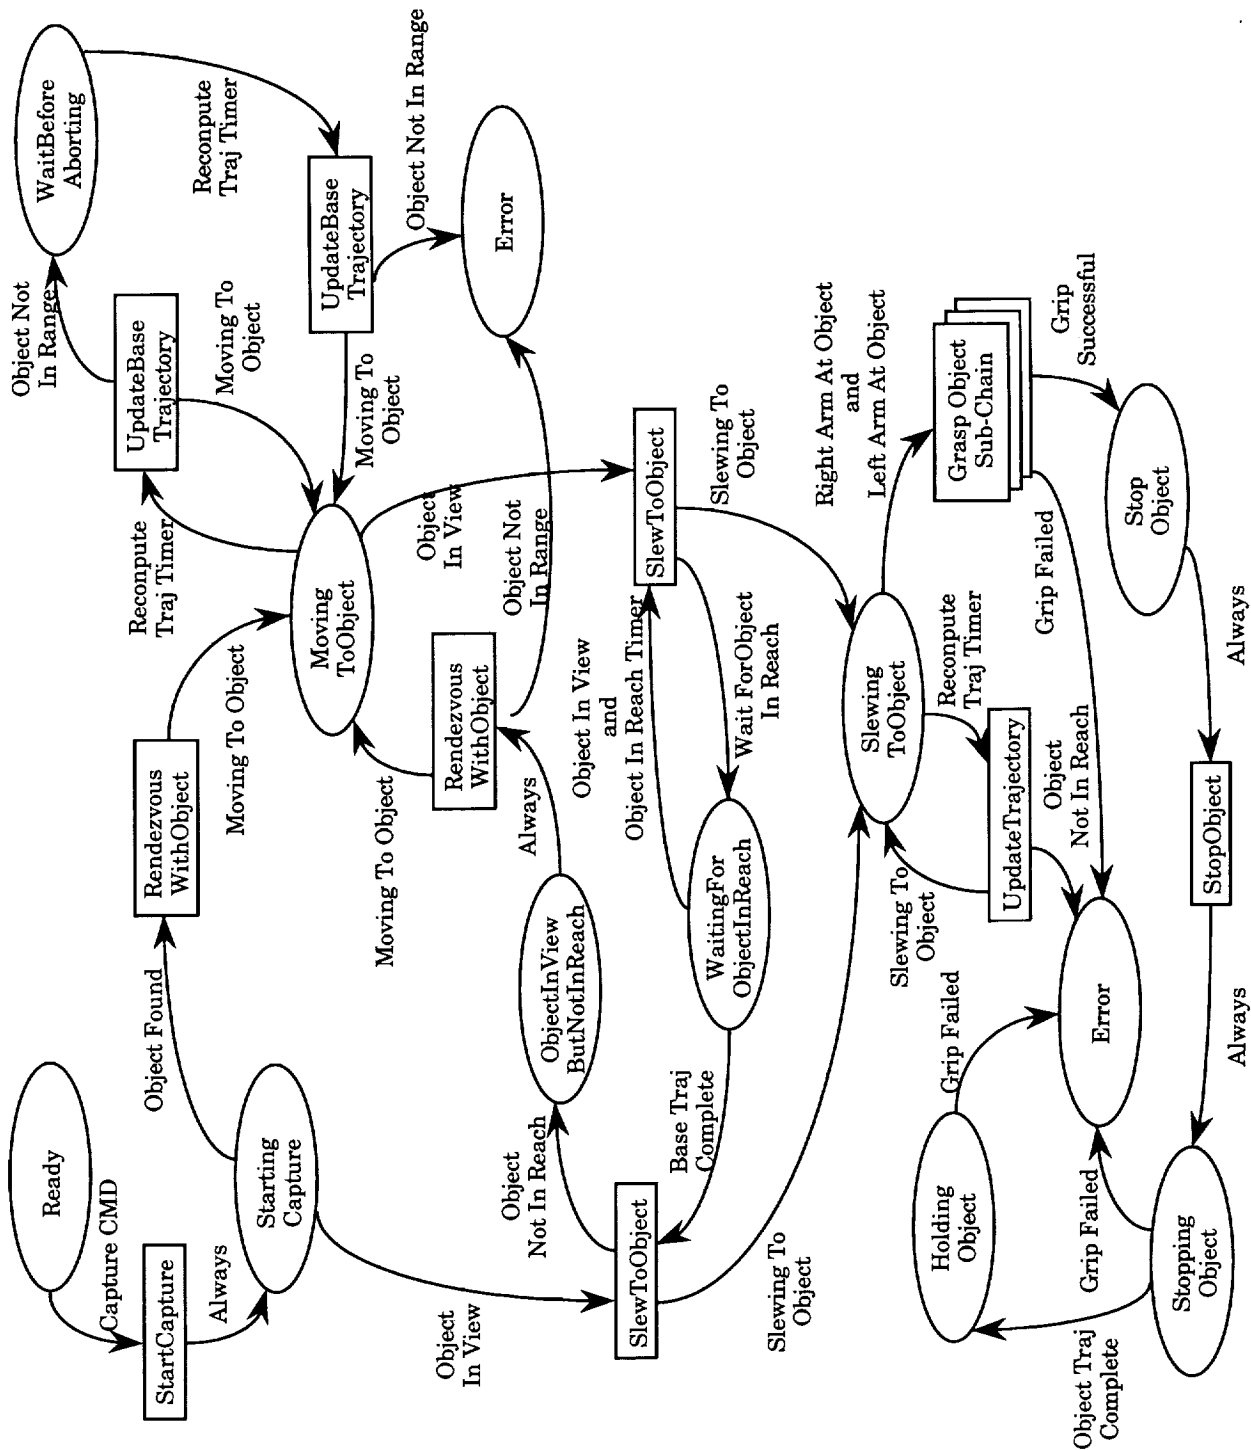 Ready
Capture CMD
StartCapture
Always
Starting
Capture
Object Found
Rendezvous
WithObject
Moving To Object
Reconpute
Traj Timer
UpdateBase
Trajectory
Object Not
In Range
WaitBefore
Aborting
Reconpute
Traj Timer
Moving To
Object
UpdateBase
Trajectory
Object Not In Range
Error
Moving To
Object
Moving
ToObject
Object
In View
Object Not
In Range
Rendezvous
WithObject
Moving To Object
Always
ObjectInView
ButNotInReach
Object
Not In Reach
Object
In View
SlewToObject
Base Traj
Complete
WaitingFor
ObjectInReach
Object In View
and
Object In Reach Timer
Wait ForObject
In Reach
SlewToObject
Slewing To
Object
Slewing To
Object
Slewing
ToObject
Right Arm At Object
and
Left Arm At Object
Grasp Object
Sub-Chain
Grip
Successful
Grip Failed
Reconpute
Traj Timer
UpdateTrajectory
Slewing To
Object
Object
Not In Reach
Error
Grip Failed
Holding
Object
Grip Failed
Object Traj
Complete
Stopping
Object
Always
StopObject
Always
Stop
Object